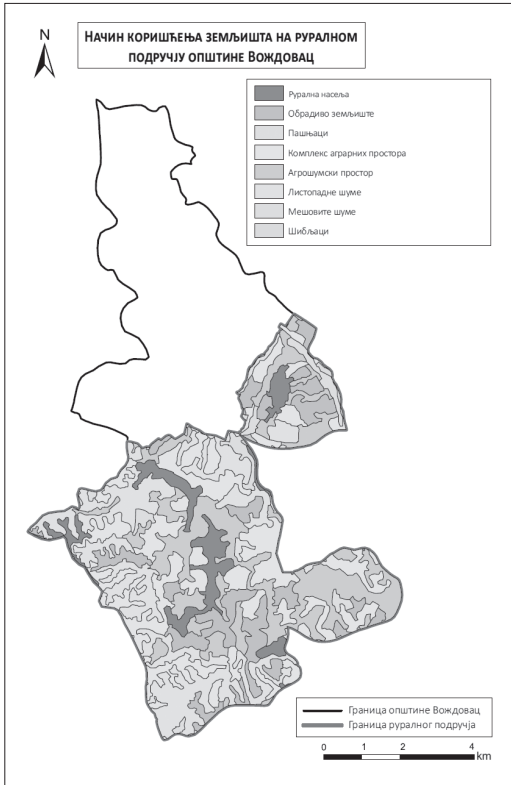 N
Начин коришћења земљишта на руралном
подручју општине Вождовац
Рурална насеља
Обрадиво земљиште
Пашњаци
Комплекс аграрних простора
Агрошумски простор
Листопадне шуме
Мешовите шуме
Шибљаци
Граница општине Вождовац
Граница руралног подручја
0 1 2 4
km